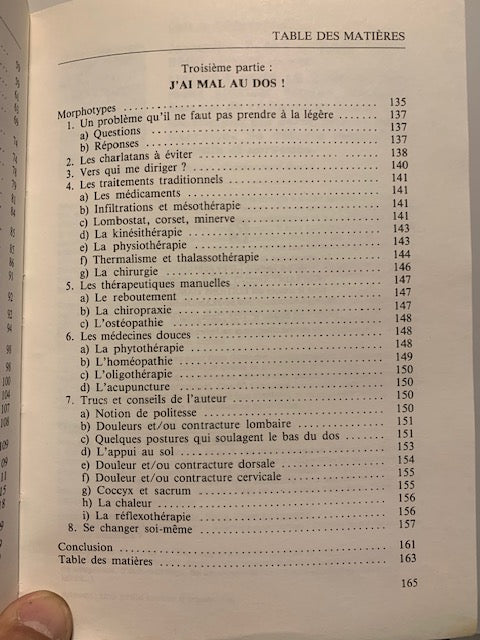 TABLE DES MATIÈRES
Troisième partie :
J'AI MAL AU DOS !
Morphotypes ........ 135
1. Un problème qu'il ne faut pas prendre à la légère ........ 137
a) Questions ........ 137
b) Réponses ........ 137
2. Les charlatans à éviter ........ 138
3. Vers qui me diriger ? ........ 140
4. Les traitements traditionnels ........ 141
a) Les médicaments ........ 141
b) Infiltrations et mésothérapie ........ 141
c) Lombostat, corset, minerve ........ 141
d) La kinésithérapie ........ 143
e) La physiothérapie ........ 143
f) Thermalisme et thalassothérapie ........ 144
g) La chirurgie ........ 146
5. Les thérapeutiques manuelles ........ 147
a) Le reboutement ........ 147
b) La chiropraxie ........ 147
c) L'ostéopathie ........ 148
6. Les médecines douces ........ 148
a) La phytothérapie ........ 148
b) L'homéopathie ........ 149
c) L'oligothérapie ........ 150
d) L'acupuncture ........ 150
7. Trucs et conseils de l'auteur ........ 150
a) Notion de politesse ........ 150
b) Douleurs et/ou contracture lombaire ........ 151
c) Quelques postures qui soulagent le bas du dos ........ 151
d) L'appui au sol ........ 153
e) Douleur et/ou contracture dorsale ........ 154
f) Douleur et/ou contracture cervicale ........ 155
g) Coccyx et sacrum ........ 155
h) La chaleur ........ 156
i) La réflexothérapie ........ 156
8. Se changer soi-même ........ 157
Conclusion ........ 161
Table des matières ........ 163
165